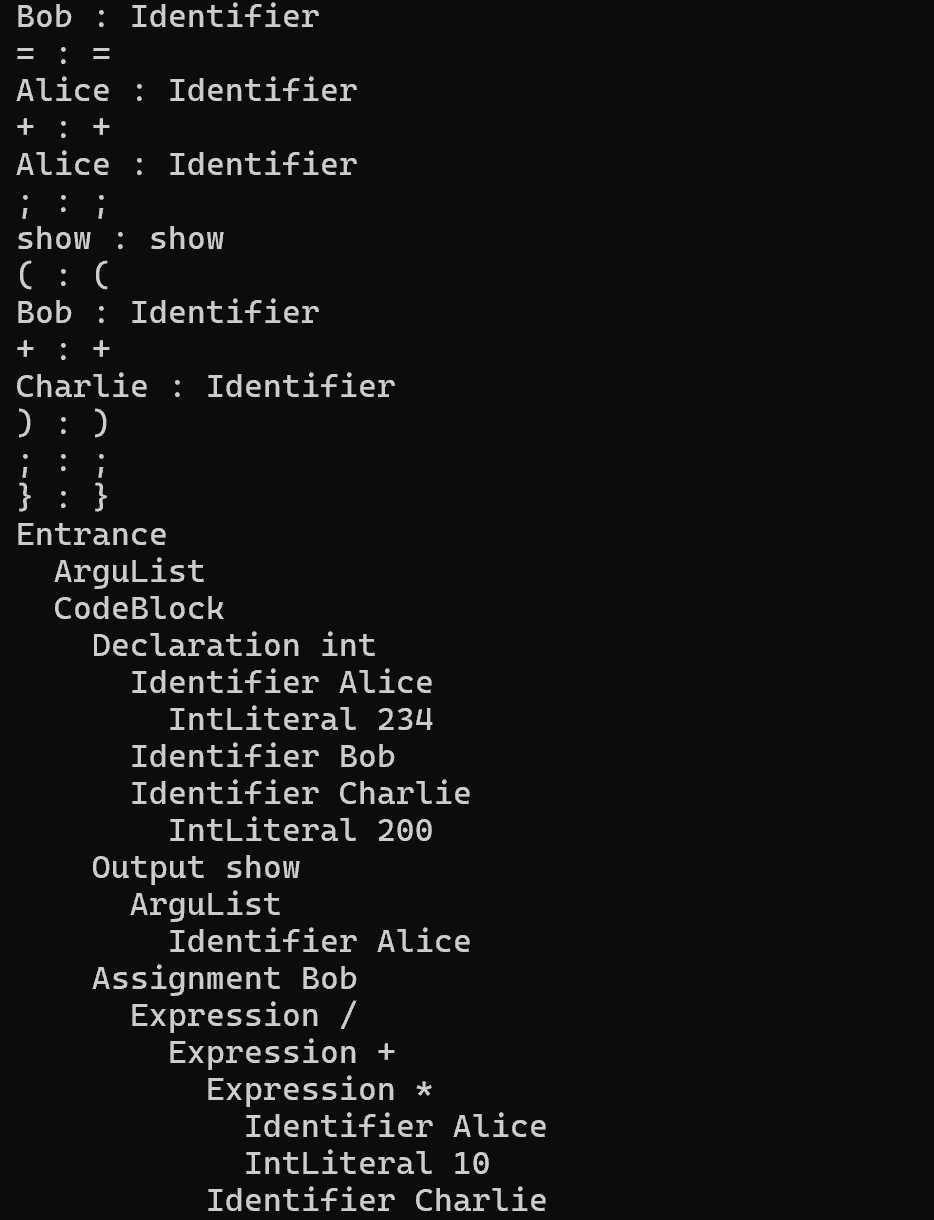 Bob : Identifier
= : =
Alice : Identifier
+ : +
Alice : Identifier
; : ;
show : show
( : (
Bob : Identifier
+ : +
Charlie : Identifier
) : )
; : ;
} : }
Entrance
  ArguList
  CodeBlock
    Declaration int
      Identifier Alice
        IntLiteral 234
      Identifier Bob
      Identifier Charlie
        IntLiteral 200
    Output show
      ArguList
        Identifier Alice
    Assignment Bob
      Expression /
        Expression +
          Expression *
            Identifier Alice
            IntLiteral 10
          Identifier Charlie